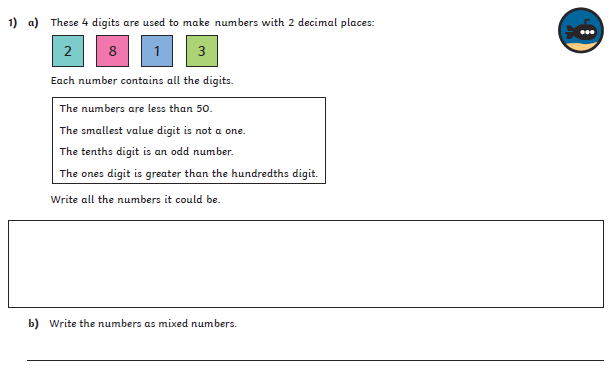 1) a) These 4 digits are used to make numbers with 2 decimal places:
2 8 1 3
Each number contains all the digits.
The numbers are less than 50.
The smallest value digit is not a one.
The tenths digit is an odd number.
The ones digit is greater than the hundredths digit.
Write all the numbers it could be.
b) Write the numbers as mixed numbers.